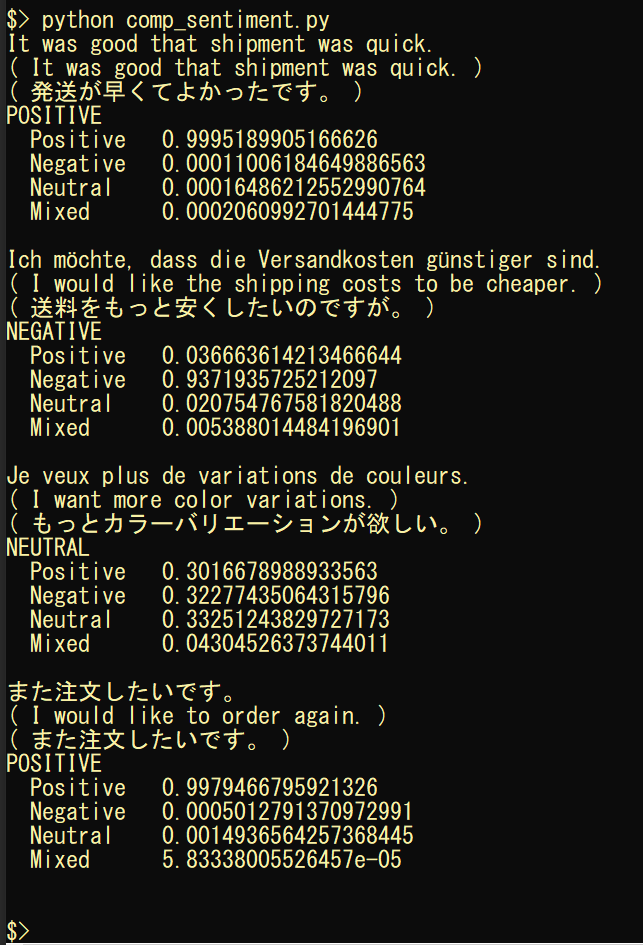 $> python comp_sentiment.py
It was good that shipment was quick.
( It was good that shipment was quick. )
( 発送が早くてよかったです。 )
POSITIVE
Positive 0.9995189905166626
Negative 0.00011006184649886563
Neutral 0.00016486212552990764
Mixed 0.0002060992701444775
Ich möchte, dass die Versandkosten günstiger sind.
( I would like the shipping costs to be cheaper. )
( 送料をもっと安くしたいのですが。 )
NEGATIVE
Positive 0.036663614213466644
Negative 0.9371935725212097
Neutral 0.020754767581820488
Mixed 0.005388014484196901
Je veux plus de variations de couleurs.
( I want more color variations. )
( もっとカラーバリエーションが欲しい。 )
NEUTRAL
Positive 0.3016678988933563
Negative 0.32277435064315796
Neutral 0.33251243829727173
Mixed 0.04304526373744011
また注文したいです。
( I would like to order again. )
( また注文したいです。 )
POSITIVE
Positive 0.9979466795921326
Negative 0.0005012791370972991
Neutral 0.0014936564257368445
Mixed 5.83338005526457e-05
$>